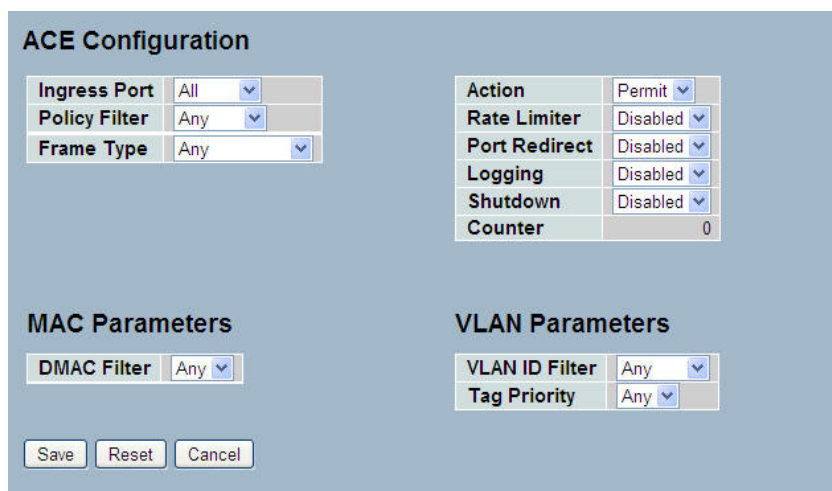 ACE Configuration
Ingress Port All
Policy Filter Any
Frame Type Any
Action Permit
Rate Limiter Disabled
Port Redirect Disabled
Logging Disabled
Shutdown Disabled
Counter 0
MAC Parameters
DMAC Filter Any
VLAN Parameters
VLAN ID Filter Any
Tag Priority Any
Save Reset Cancel